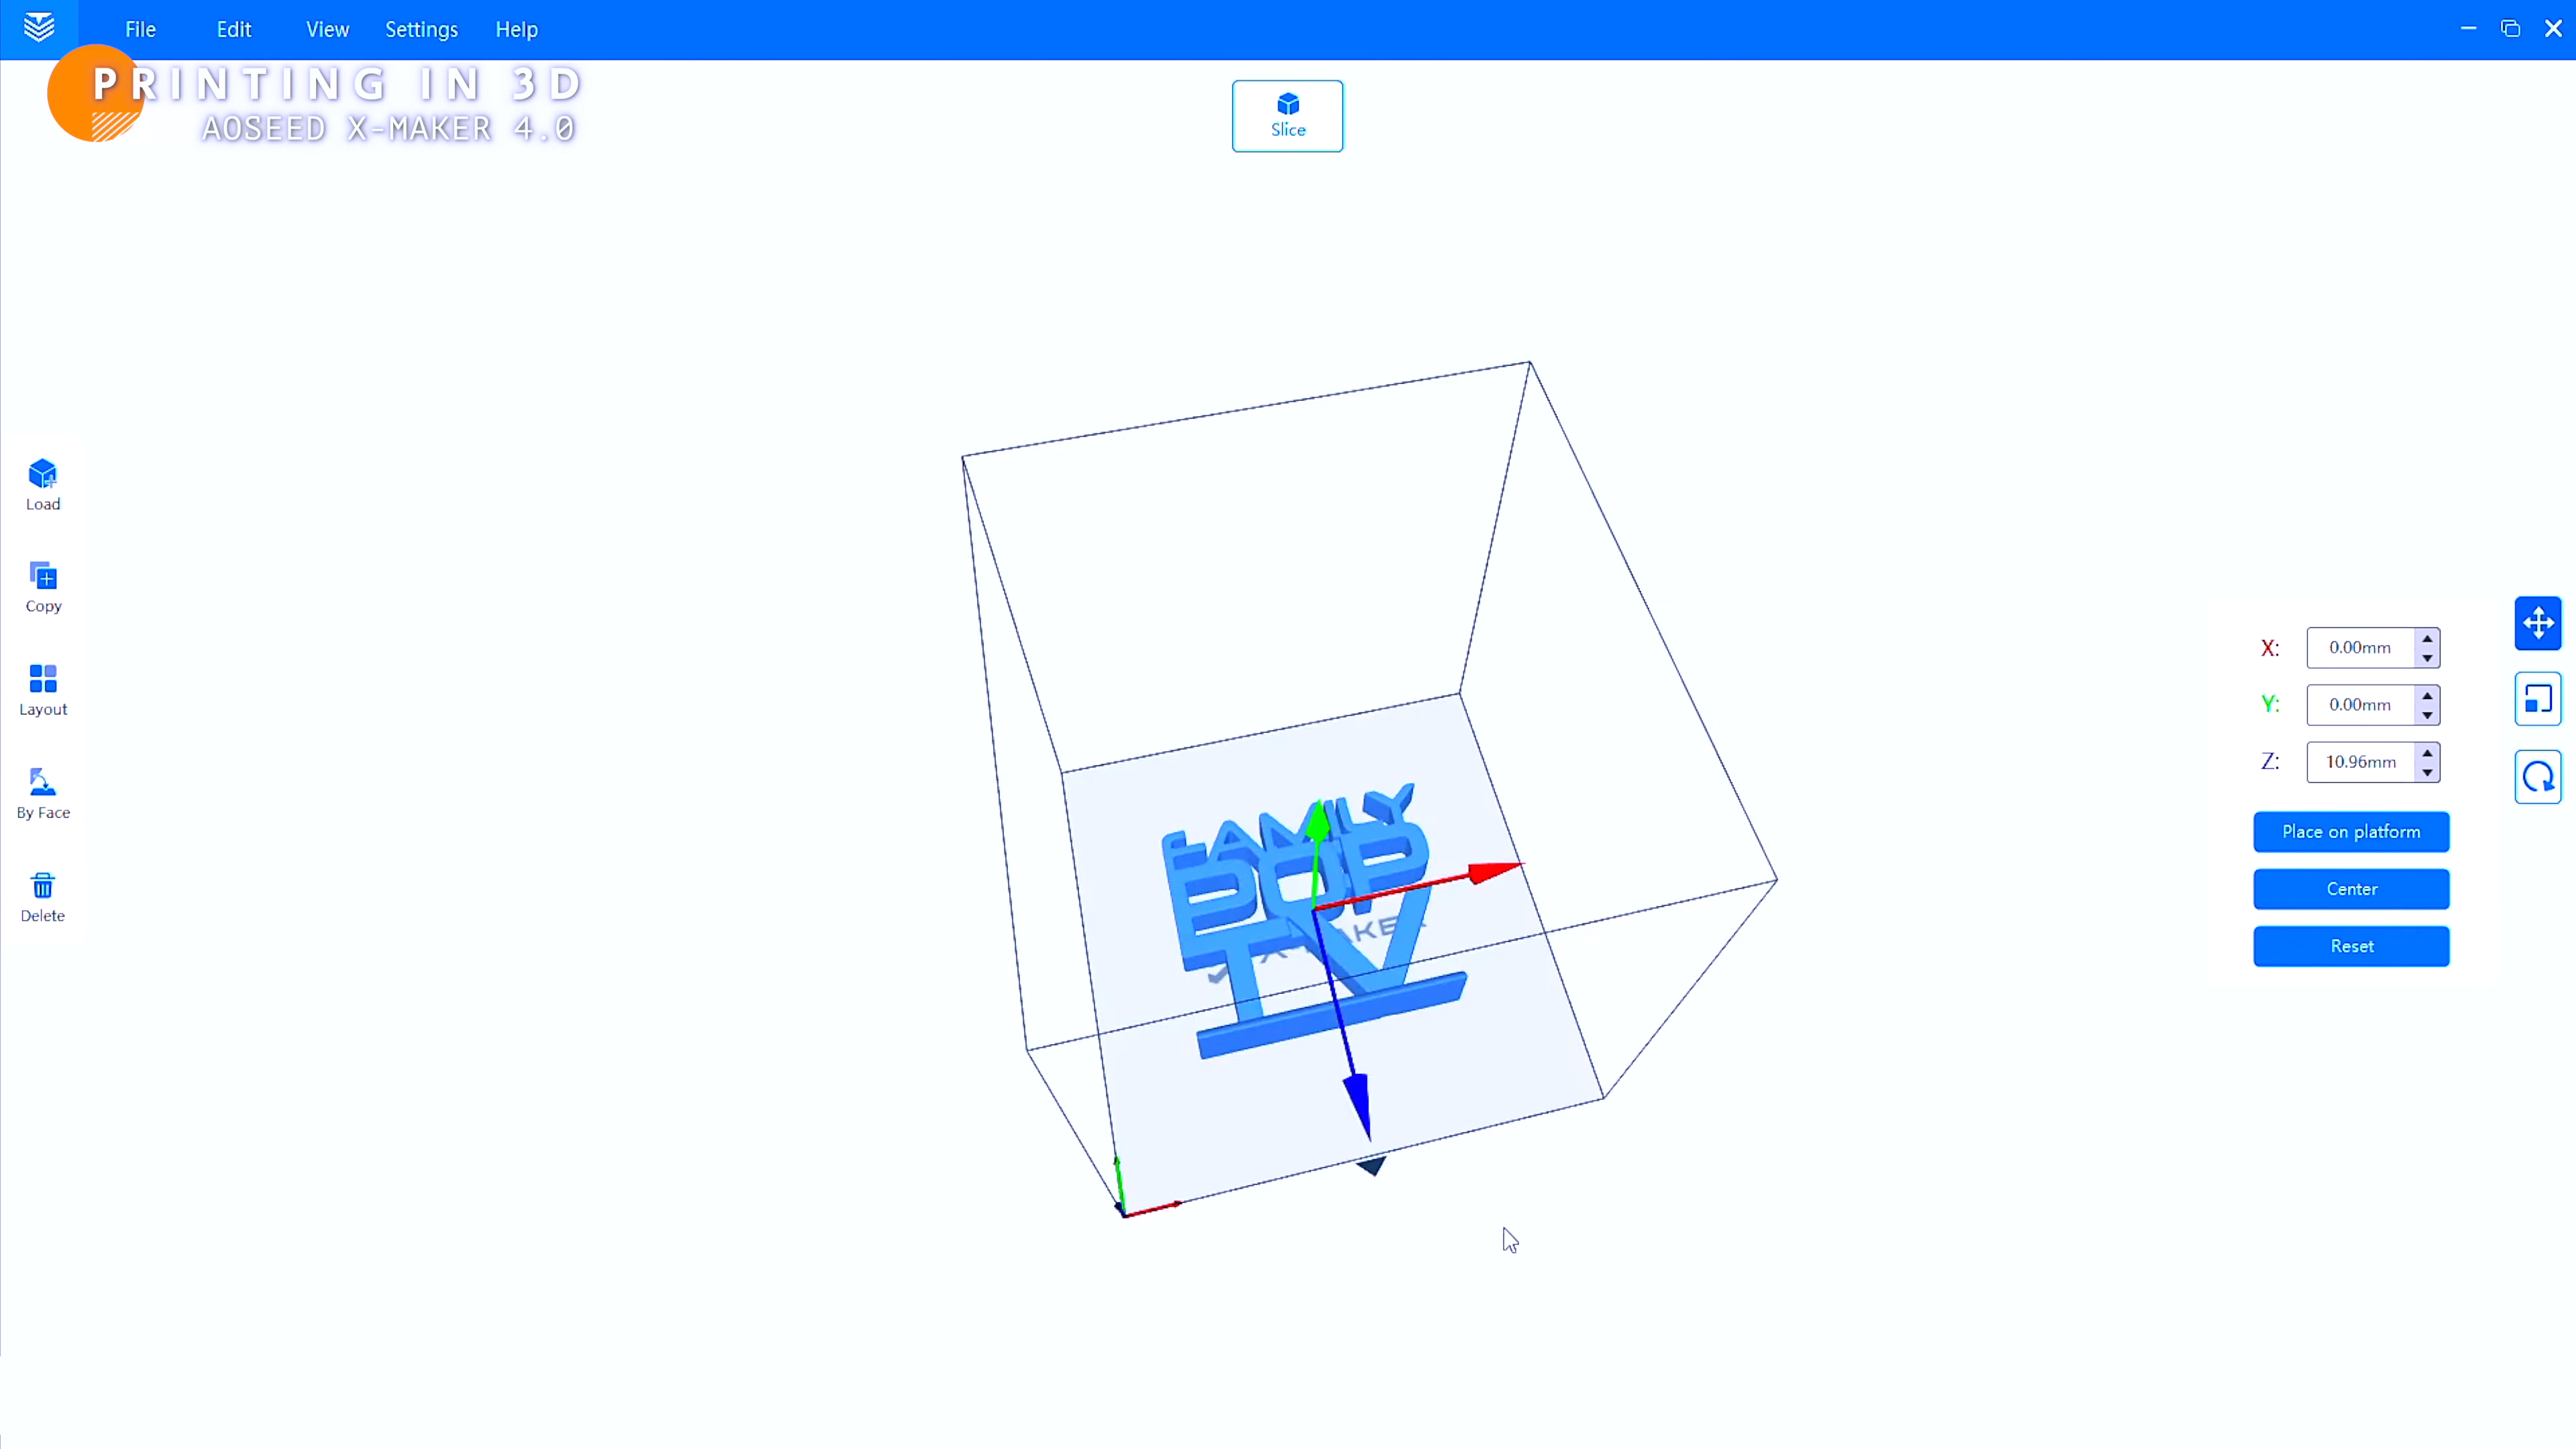 File Edit View Settings Help
PRINTING IN 3D
AOSEED X-MAKER 4.0
Slice
Load
Copy
Layout
By Face
Delete
FAMILY
POP
TV
X: 0.00mm
Y: 0.00mm
Z: 10.96mm
Place on platform
Center
Reset